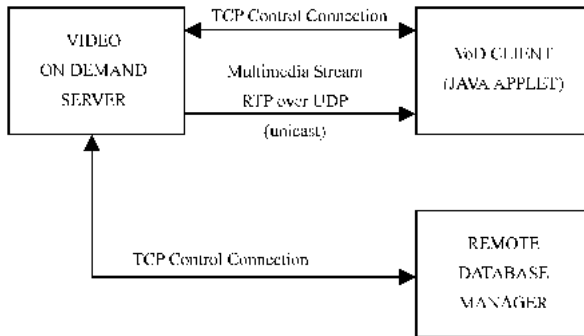 TCP Control Connection
VIDEO
ON DEMAND
SERVER
Multimedia Stream
RTP over UDP
(unicast)
VoD CLIENT
(JAVA APPLET)
TCP Control Connection
REMOTE
DATABASE
MANAGER